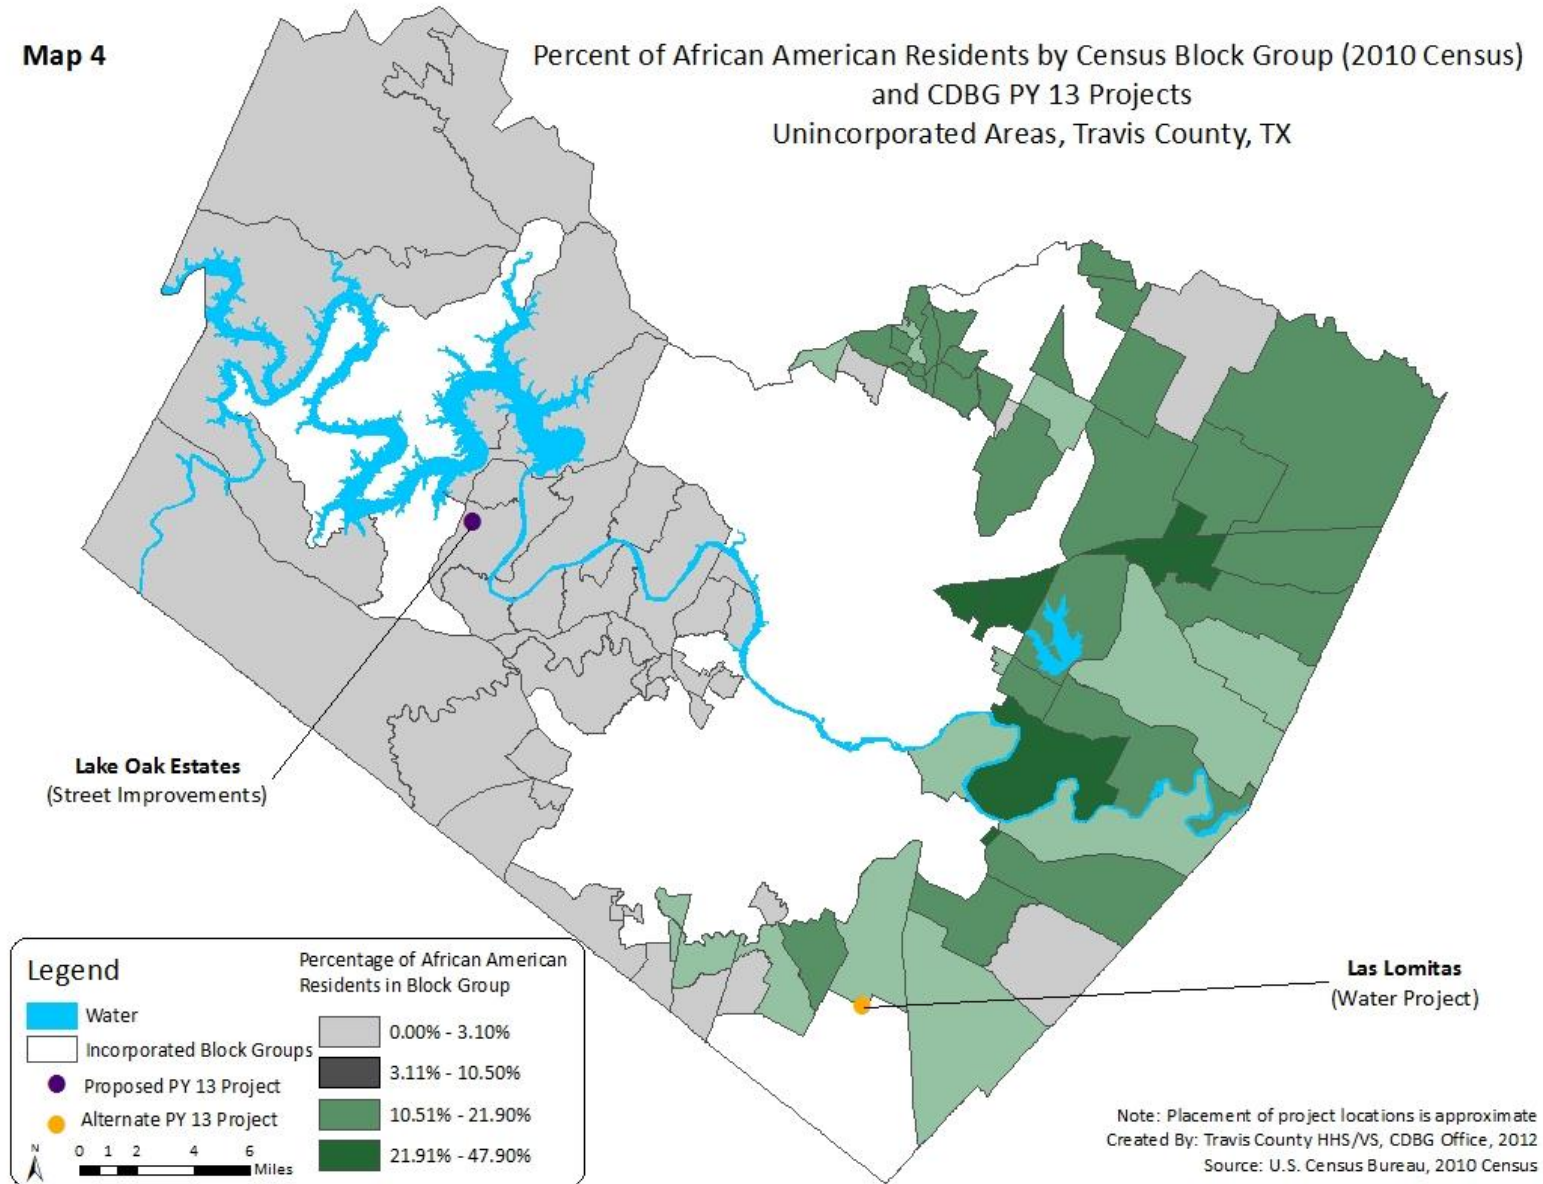 Map 4
Percent of African American Residents by Census Block Group (2010 Census)
and CDBG PY 13 Projects
Unincorporated Areas, Travis County, TX
Lake Oak Estates
(Street Improvements)
Las Lomitas
(Water Project)
Legend
Water
Incorporated Block Groups
Proposed PY 13 Project
Alternate PY 13 Project
N
0 1 2 4 6
Miles
Percentage of African American
Residents in Block Group
0.00% - 3.10%
3.11% - 10.50%
10.51% - 21.90%
21.91% - 47.90%
Note: Placement of project locations is approximate
Created By: Travis County HHS/VS, CDBG Office, 2012
Source: U.S. Census Bureau, 2010 Census